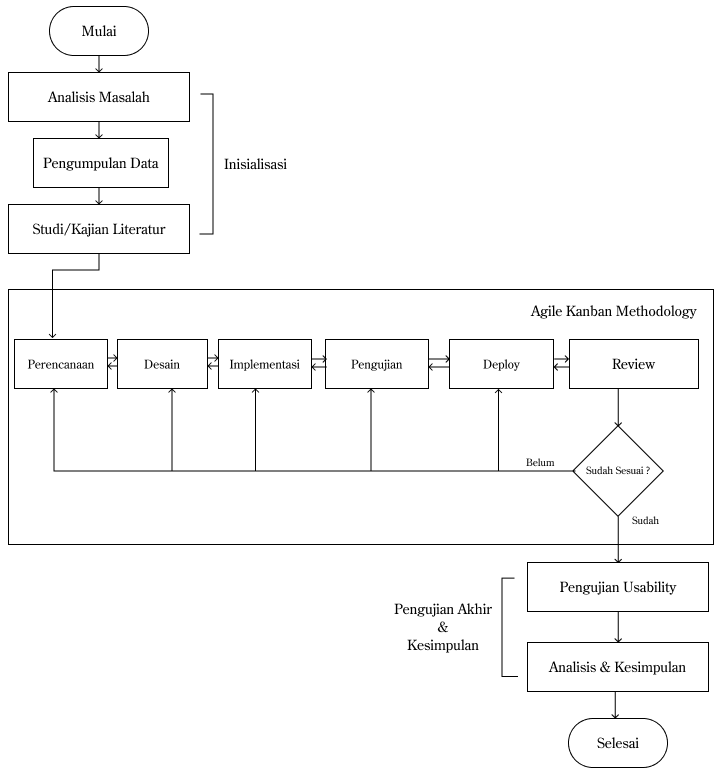 Mulai
Analisis Masalah
Pengumpulan Data
Inisialisasi
Studi/Kajian Literatur
Agile Kanban Methodology
Perencanaan
Desain
Implementasi
Pengujian
Deploy
Review
Belum
Sudah Sesuai ?
Sudah
Pengujian Usability
Pengujian Akhir
&
Kesimpulan
Analisis & Kesimpulan
Selesai